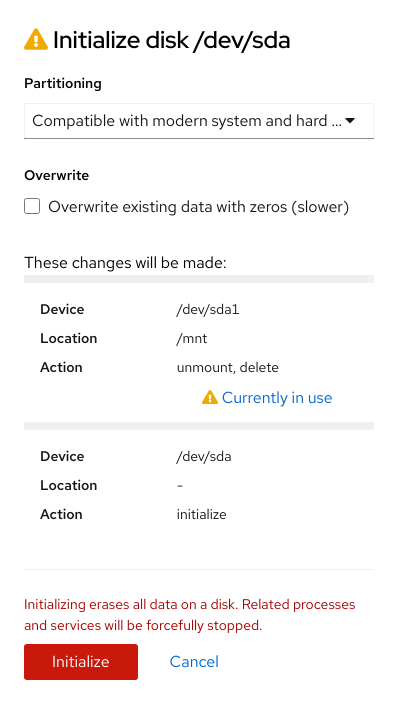 Initialize disk /dev/sda
Partitioning
Compatible with modern system and hard ...
Overwrite
Overwrite existing data with zeros (slower)
These changes will be made:
Device /dev/sda1
Location /mnt
Action unmount, delete
Currently in use
Device /dev/sda
Location -
Action initialize
Initializing erases all data on a disk. Related processes
and services will be forcefully stopped.
Initialize Cancel